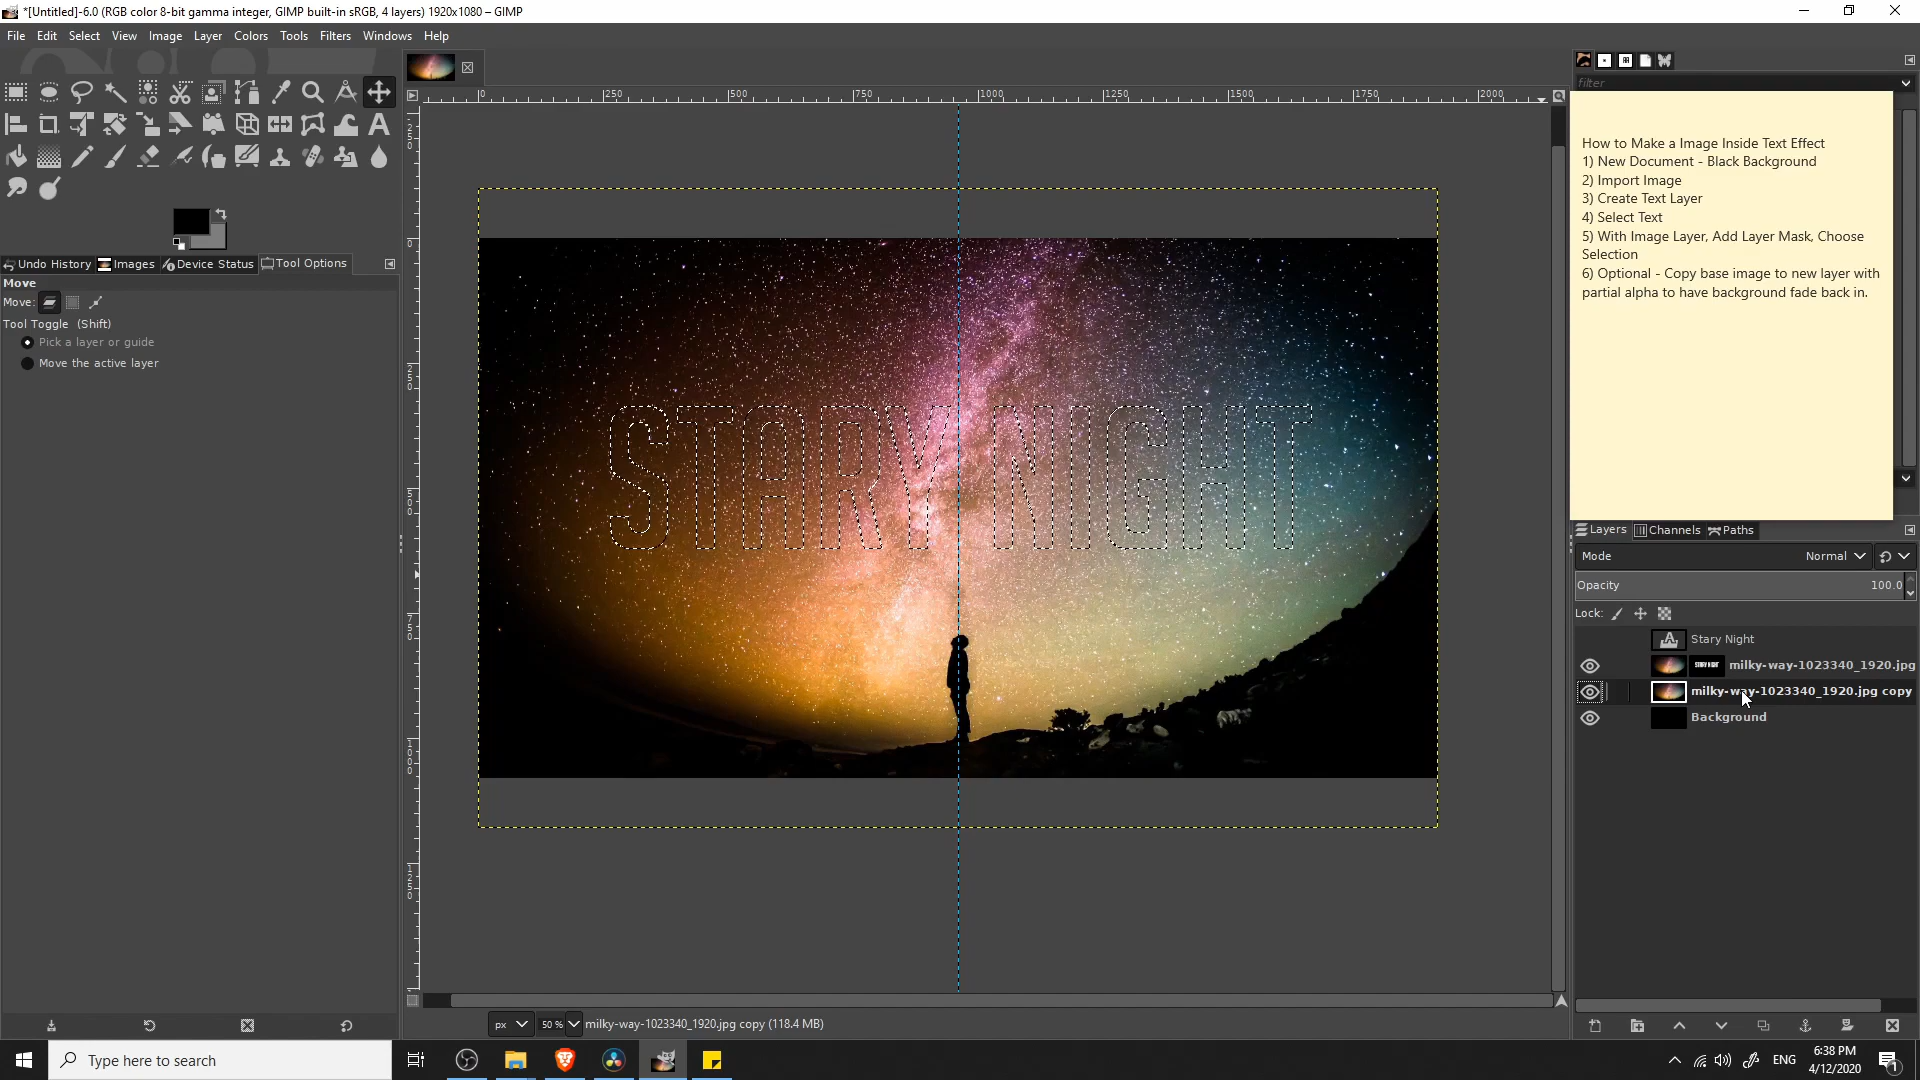 *[Untitled]-6.0 (RGB color 8-bit gamma integer, GIMP built-in sRGB, 4 layers) 1920x1080 – GIMP
File Edit Select View Image Layer Colors Tools Filters Windows Help
filter
0 250 500 750 1000 1250 1500 1750 2000
Undo History Images Device Status Tool Options
Move
Move:
Tool Toggle (Shift)
Pick a layer or guide
Move the active layer
STARY NIGHT
How to Make a Image Inside Text Effect
1) New Document - Black Background
2) Import Image
3) Create Text Layer
4) Select Text
5) With Image Layer, Add Layer Mask, Choose
Selection
6) Optional - Copy base image to new layer with
partial alpha to have background fade back in.
Layers Channels Paths
Mode Normal
Opacity 100.0
Lock:
Stary Night
STARY NIGHT milky-way-1023340_1920.jpg
milky-way-1023340_1920.jpg copy
Background
px 50 % milky-way-1023340_1920.jpg copy (118.4 MB)
Type here to search
ENG
6:38 PM
4/12/2020
1